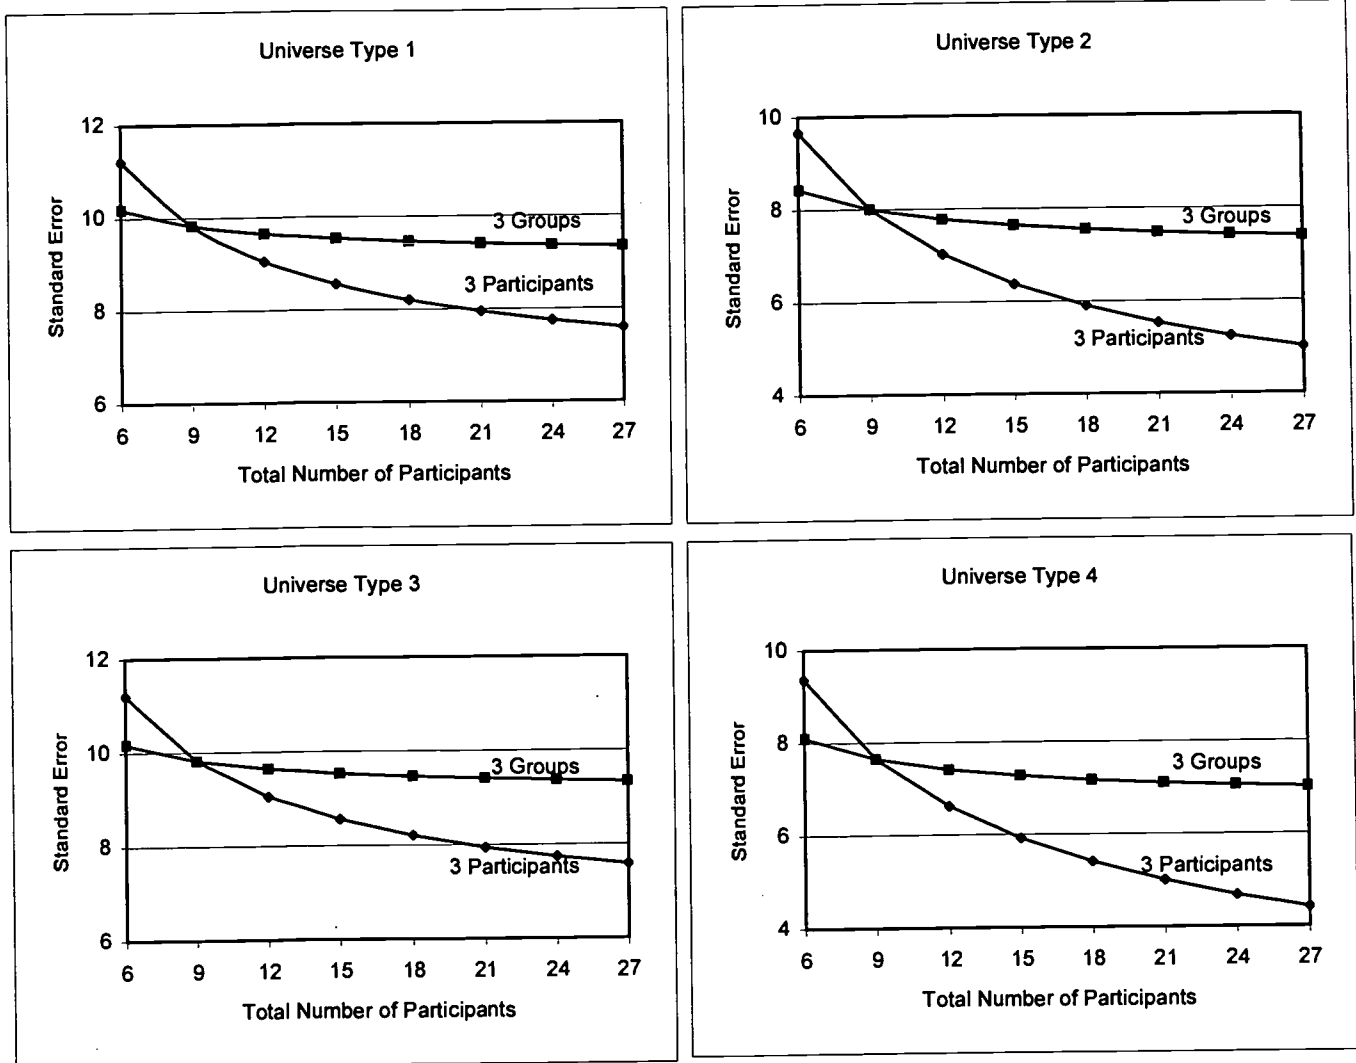 Universe Type 1
Standard Error
12
10
8
6
3 Groups
3 Participants
6 9 12 15 18 21 24 27
Total Number of Participants
Universe Type 2
Standard Error
10
8
6
4
3 Groups
3 Participants
6 9 12 15 18 21 24 27
Total Number of Participants
Universe Type 3
Standard Error
12
10
8
6
3 Groups
3 Participants
6 9 12 15 18 21 24 27
Total Number of Participants
Universe Type 4
Standard Error
10
8
6
4
3 Groups
3 Participants
6 9 12 15 18 21 24 27
Total Number of Participants